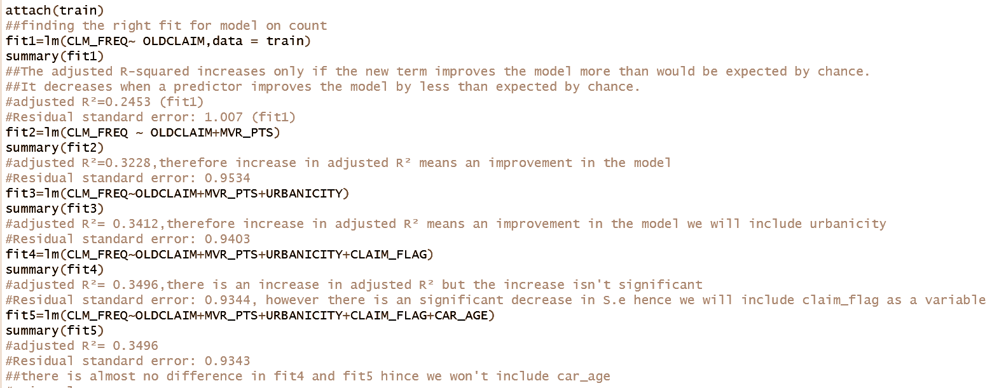 attach(train)
##finding the right fit for model on count
fit1=lm(CLM_FREQ~ OLDCLAIM,data = train)
summary(fit1)
##The adjusted R-squared increases only if the new term improves the model more than would be expected by chance.
##It decreases when a predictor improves the model by less than expected by chance.
#adjusted R²=0.2453 (fit1)
#Residual standard error: 1.007 (fit1)
fit2=lm(CLM_FREQ ~ OLDCLAIM+MVR_PTS)
summary(fit2)
#adjusted R²=0.3228,therefore increase in adjusted R² means an improvement in the model
#Residual standard error: 0.9534
fit3=lm(CLM_FREQ~OLDCLAIM+MVR_PTS+URBANICITY)
summary(fit3)
#adjusted R²= 0.3412,therefore increase in adjusted R² means an improvement in the model we will include urbanicity
#Residual standard error: 0.9403
fit4=lm(CLM_FREQ~OLDCLAIM+MVR_PTS+URBANICITY+CLAIM_FLAG)
summary(fit4)
#adjusted R²= 0.3496,there is an increase in adjusted R² but the increase isn't significant
#Residual standard error: 0.9344, however there is an significant decrease in S.e hence we will include claim_flag as a variable
fit5=lm(CLM_FREQ~OLDCLAIM+MVR_PTS+URBANICITY+CLAIM_FLAG+CAR_AGE)
summary(fit5)
#adjusted R²= 0.3496
#Residual standard error: 0.9343
##there is almost no difference in fit4 and fit5 hince we won't include car_age